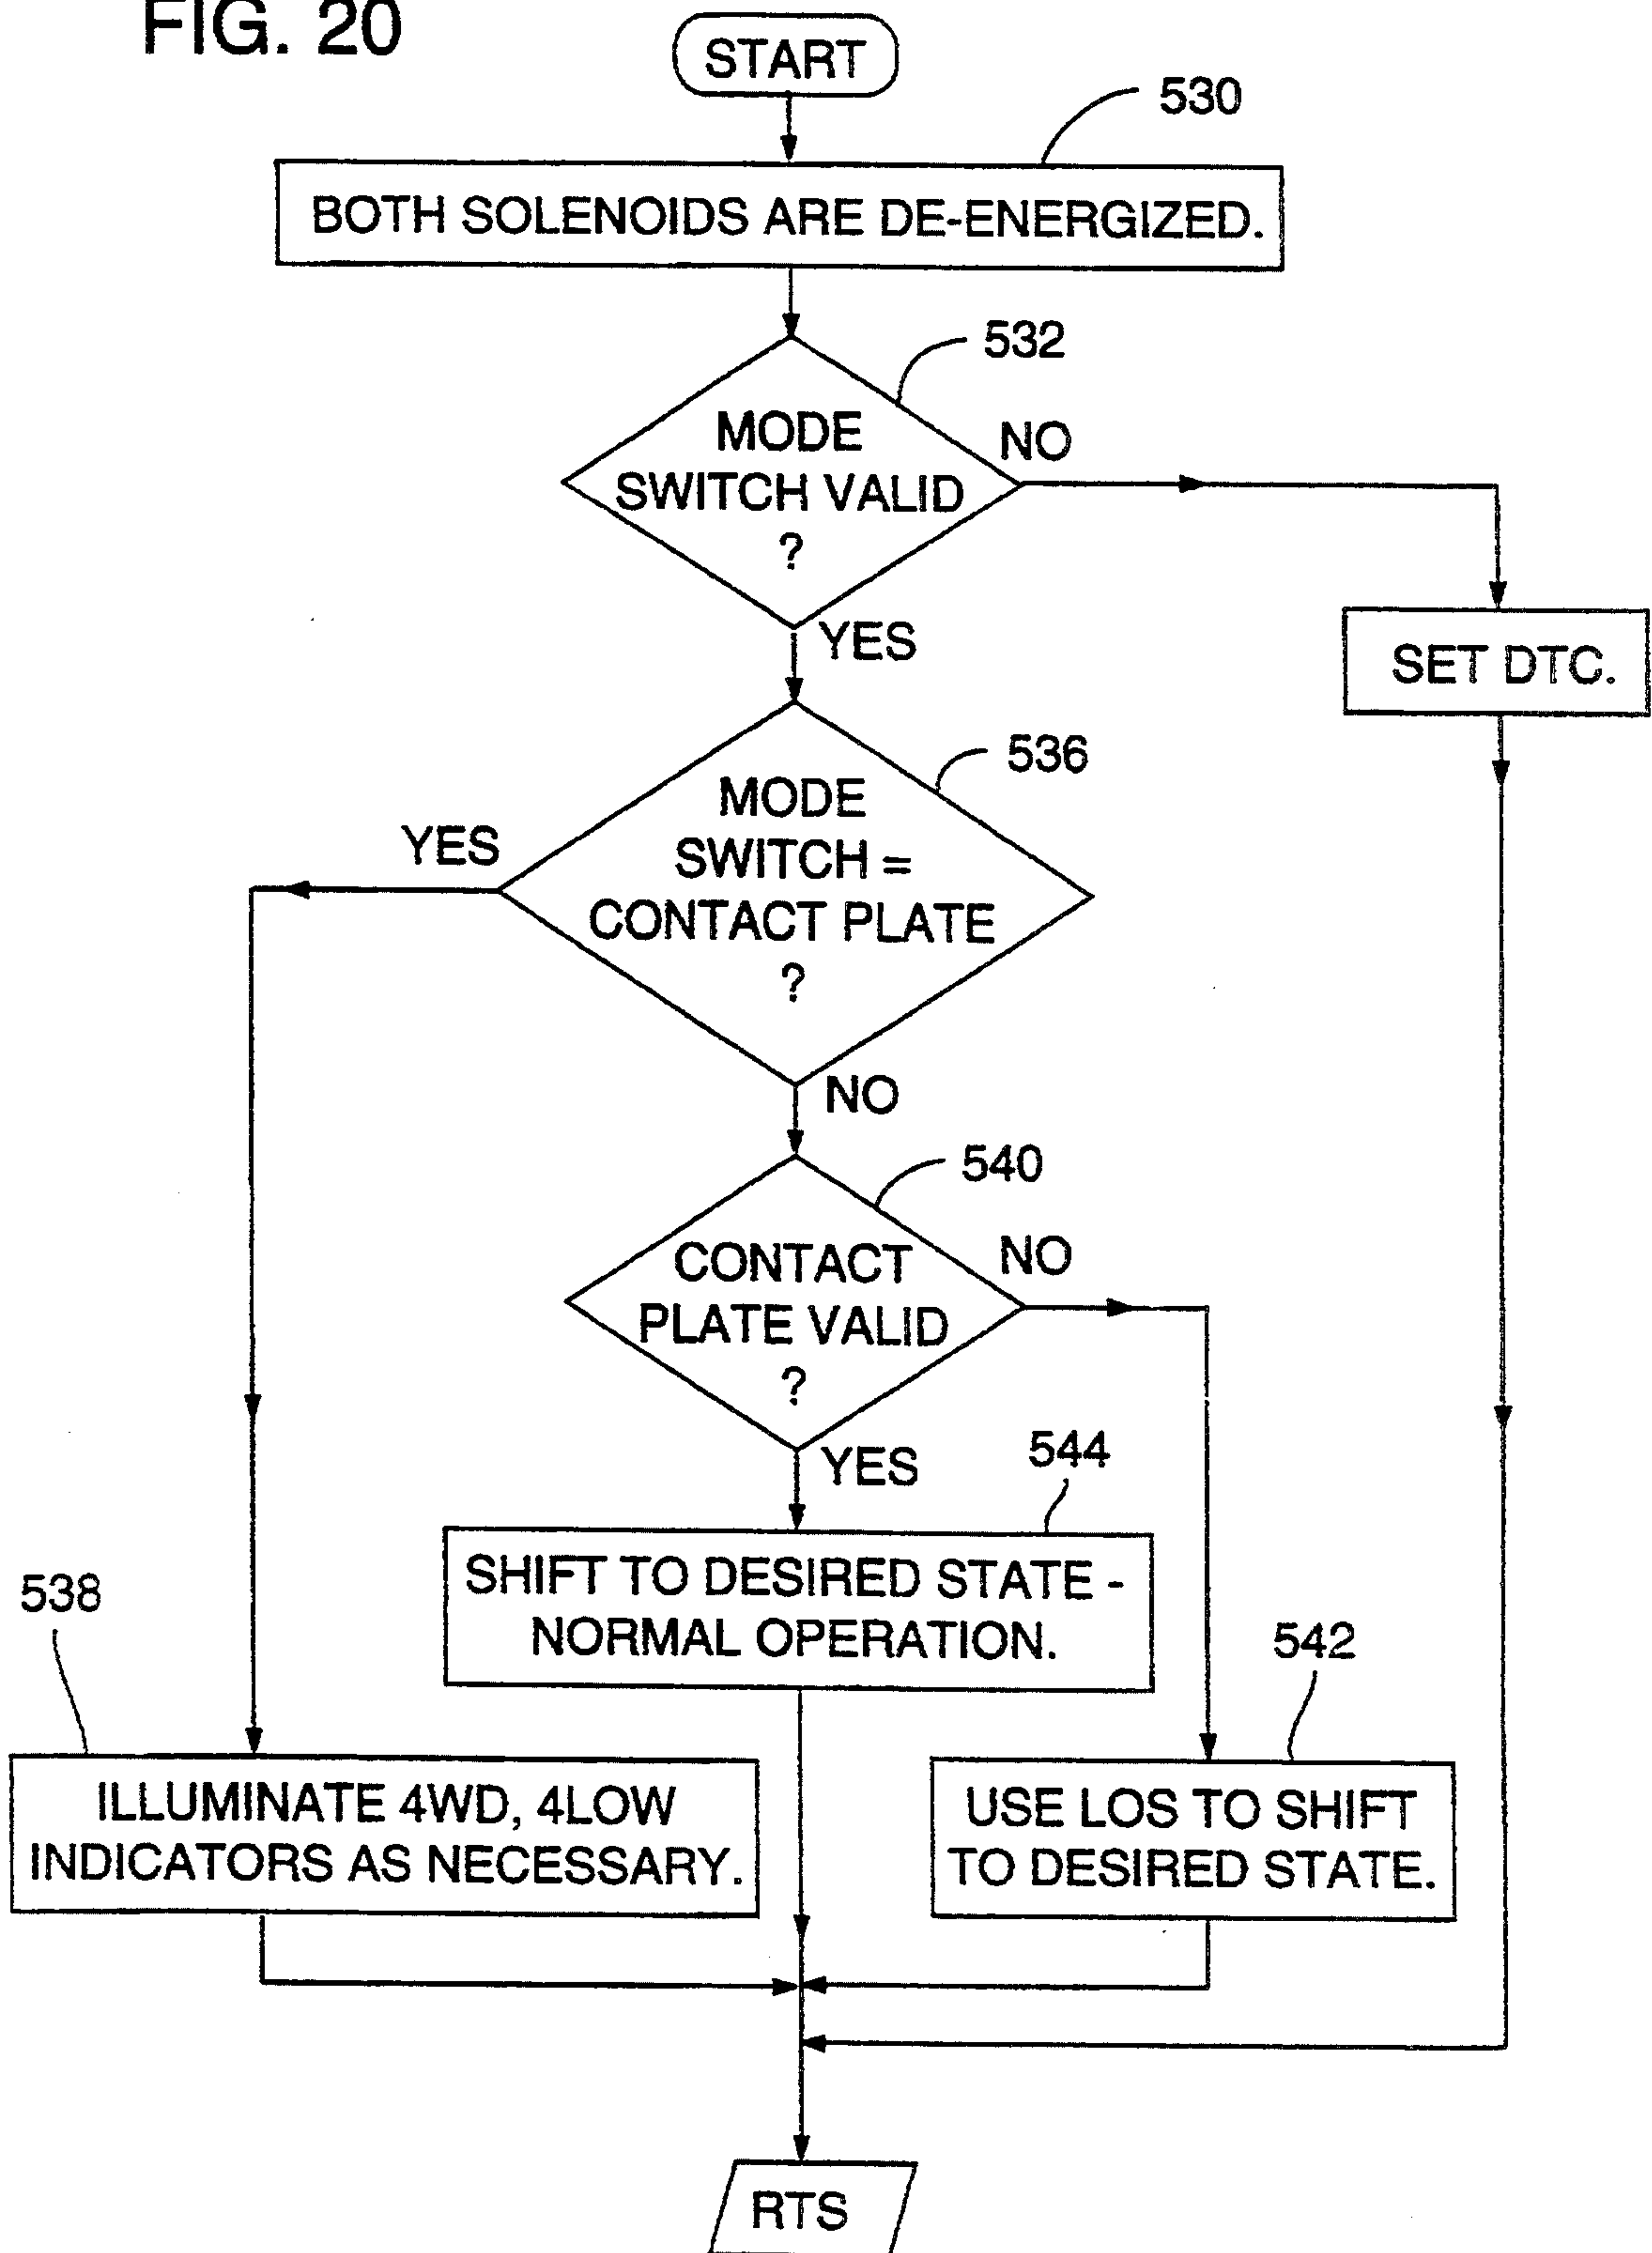 FIG. 20
START
530
BOTH SOLENOIDS ARE DE-ENERGIZED.
532
MODE
SWITCH VALID
?
NO
YES
SET DTC.
536
MODE
SWITCH =
CONTACT PLATE
?
YES
NO
540
CONTACT
PLATE VALID
?
NO
YES
544
SHIFT TO DESIRED STATE -
NORMAL OPERATION.
538
542
ILLUMINATE 4WD, 4LOW
INDICATORS AS NECESSARY.
USE LOS TO SHIFT
TO DESIRED STATE.
RTS